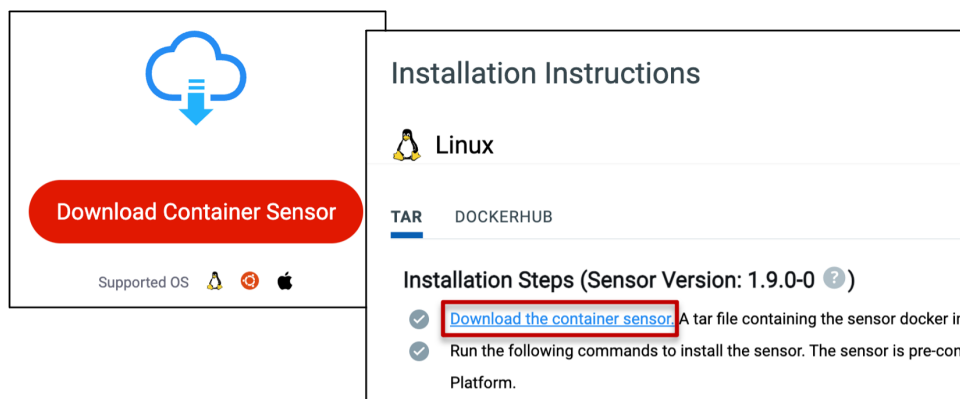 Download Container Sensor
Supported OS
Installation Instructions
Linux
TAR DOCKERHUB
Installation Steps (Sensor Version: 1.9.0-0 ?)
Download the container sensor. A tar file containing the sensor docker
Run the following commands to install the sensor. The sensor is
Platform.